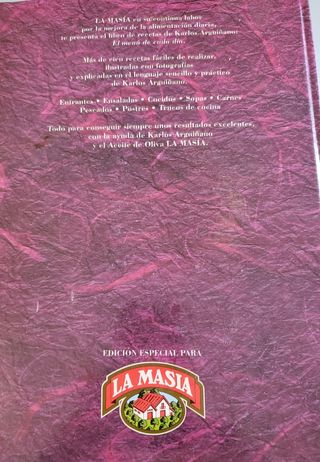 LA MASÍA en su continua labor
por la mejora de la alimentación diaria,
te presenta el libro de recetas de Karlos Arguiñano:
El menú de cada día.
Más de cien recetas fáciles de realizar,
ilustradas con fotografías
y explicadas en el lenguaje sencillo y práctico
de Karlos Arguiñano.
Entrantes • Ensaladas • Cocidos • Sopas • Carnes
Pescados • Postres • Trucos de cocina
Todo para conseguir siempre unos resultados excelentes,
con la ayuda de Karlos Arguiñano
y el Aceite de Oliva LA MASÍA.
EDICION ESPECIAL PARA
LA MASIA